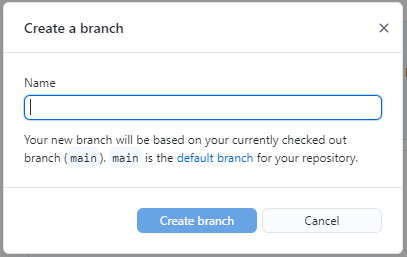 Create a branch
Name
Your new branch will be based on your currently checked out
branch (main). main is the default branch for your repository.
Create branch
Cancel